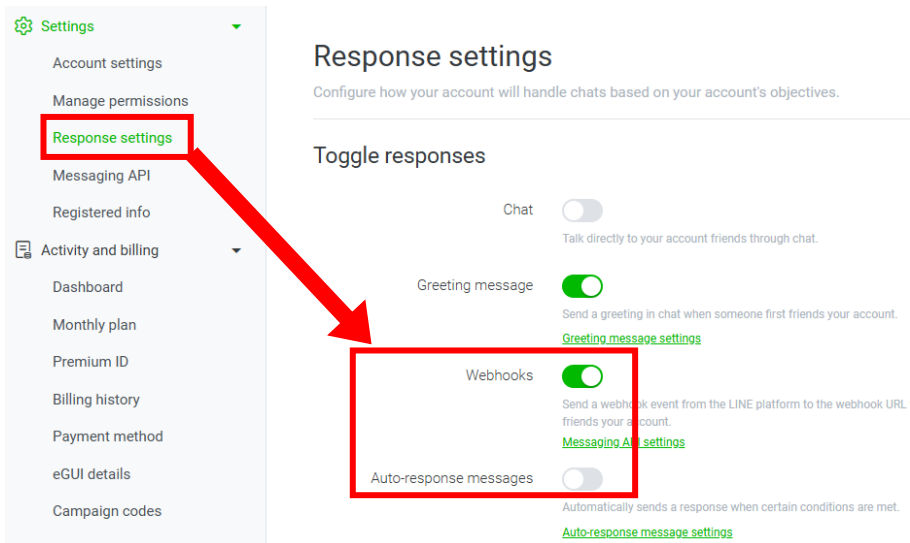 Settings
Account settings
Manage permissions
Response settings
Messaging API
Registered info
Activity and billing
Dashboard
Monthly plan
Premium ID
Billing history
Payment method
eGUI details
Campaign codes
Response settings
Configure how your account will handle chats based on your account's objectives.
Toggle responses
Chat
Talk directly to your account friends through chat.
Greeting message
Send a greeting in chat when someone first friends your account.
Greeting message settings
Webhooks
Send a webhook event from the LINE platform to the webhook URL
friends your account.
Messaging API settings
Auto-response messages
Automatically sends a response when certain conditions are met.
Auto-response message settings